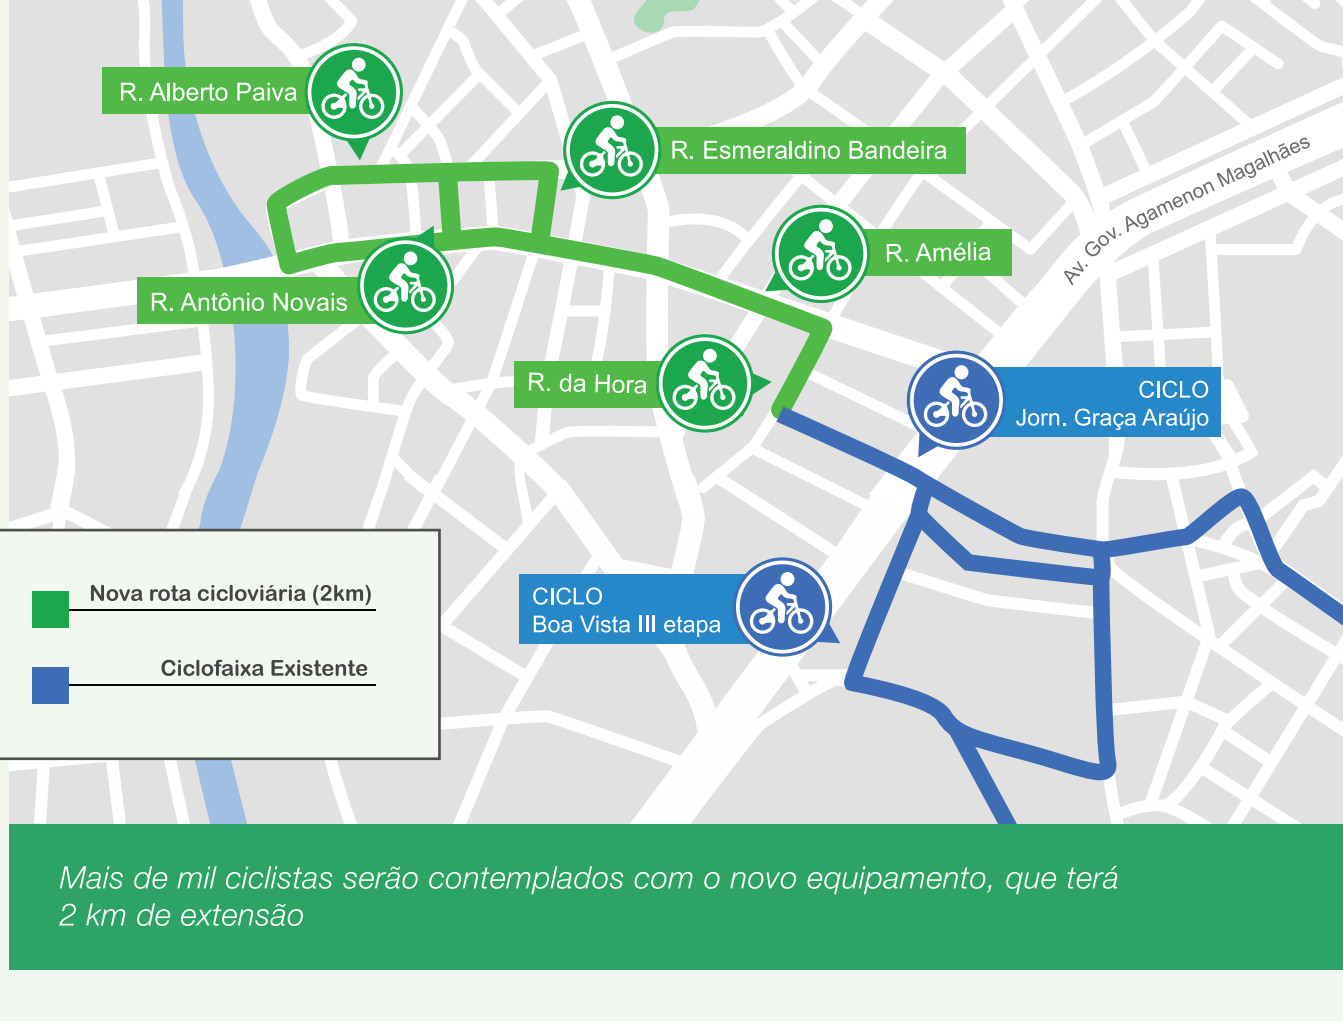 R. Alberto Paiva
R. Esmeraldino Bandeira
Av. Gov. Agamenon Magalhães
R. Amélia
R. Antônio Novais
R. da Hora
CICLO
Jorn. Graça Araújo
CICLO
Boa Vista III etapa
Nova rota cicloviária (2km)
Ciclofaixa Existente
Mais de mil ciclistas serão contemplados com o novo equipamento, que terá
2 km de extensão